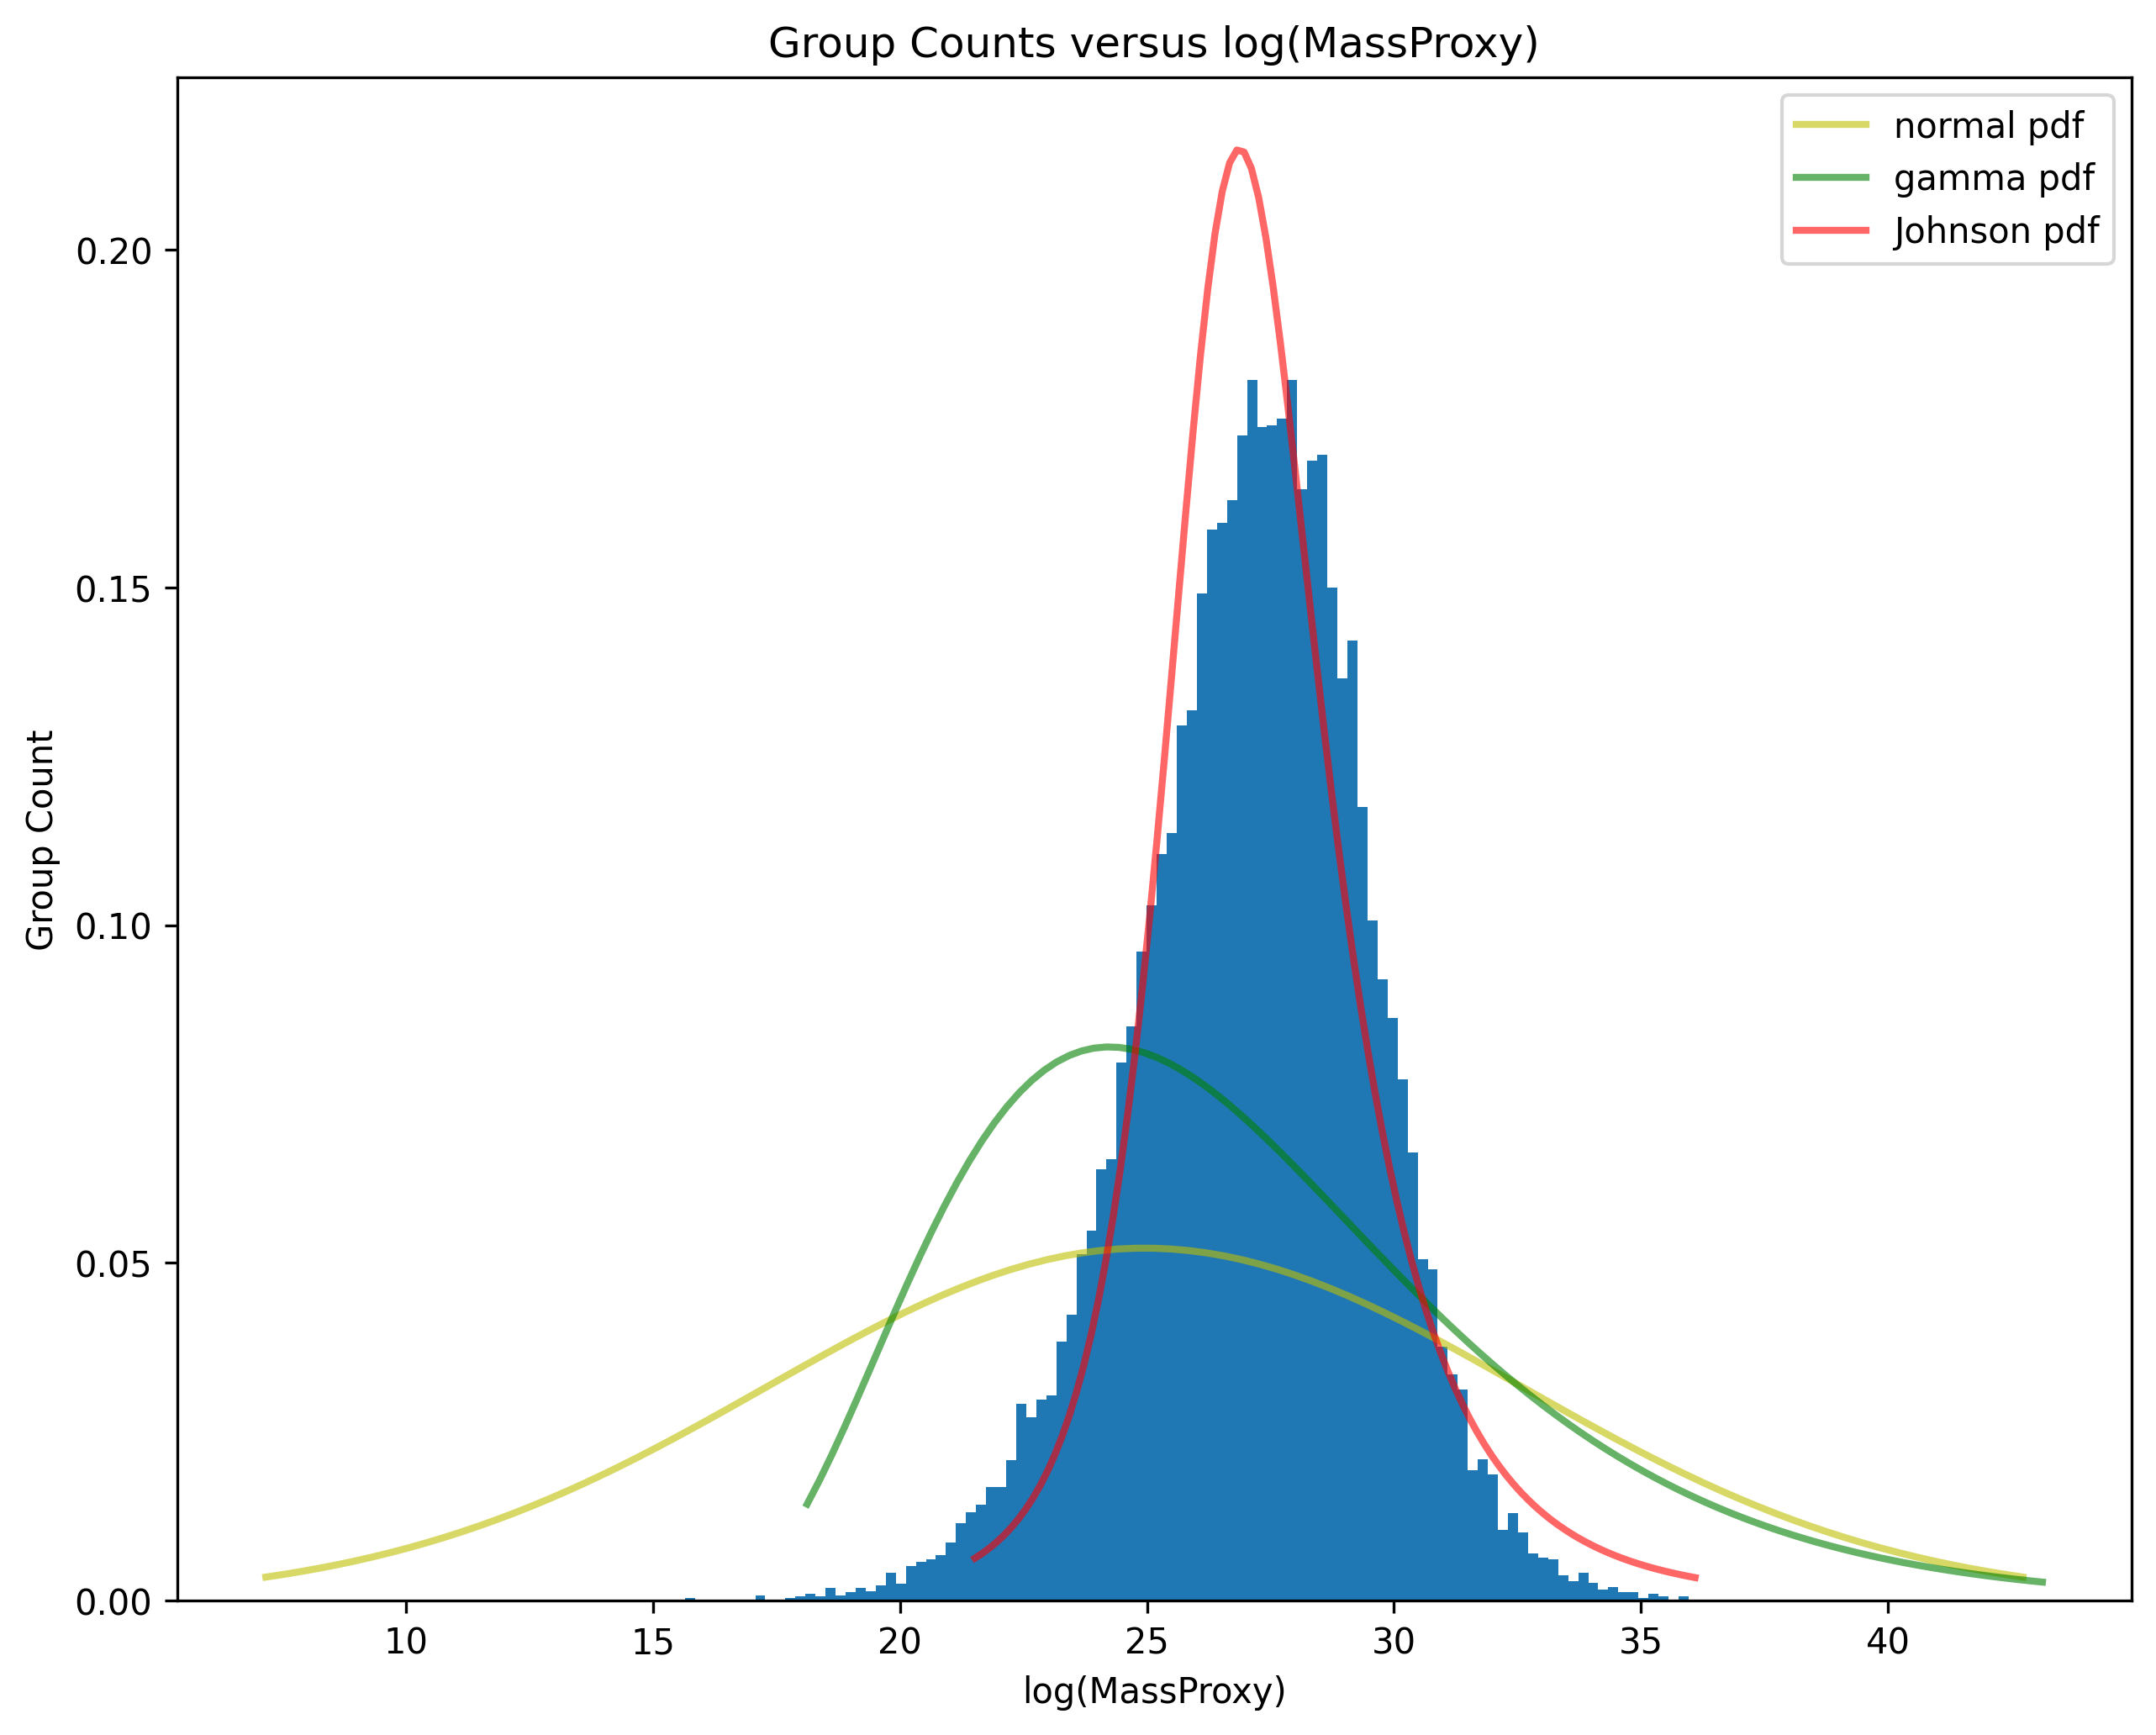 Group Counts versus log(MassProxy)
normal pdf
gamma pdf
Johnson pdf
Group Count
0.20
0.15
0.10
0.05
0.00
10 15 20 25 30 35 40
log(MassProxy)